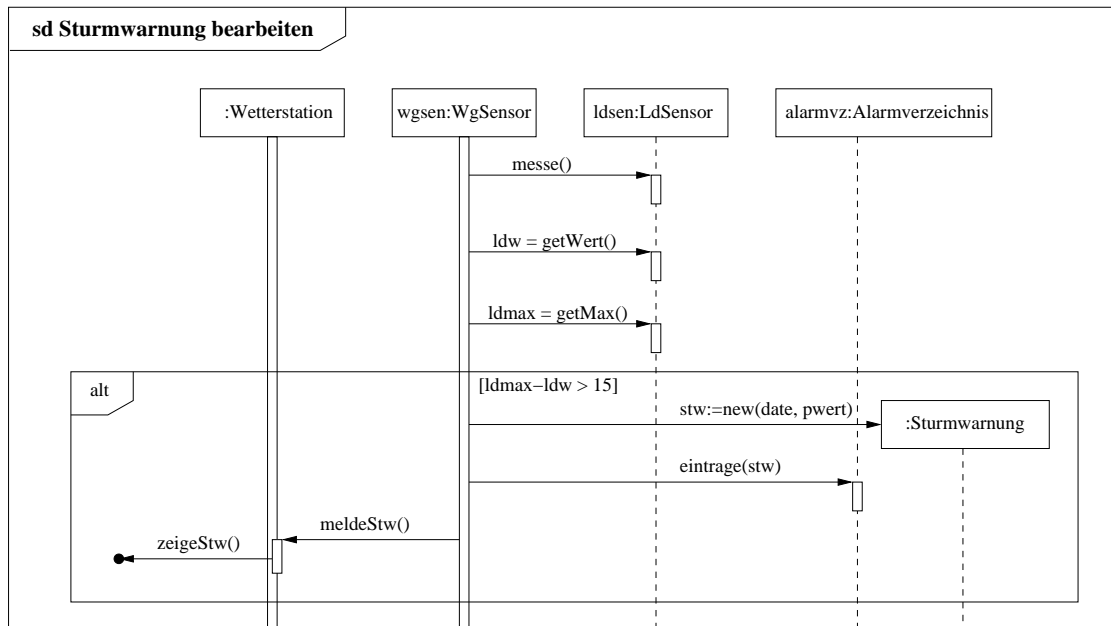 sd Sturmwarnung bearbeiten
:Wetterstation
wgsen:WgSensor
ldsen:LdSensor
alarmvz:Alarmverzeichnis
messe()
ldw = getWert()
ldmax = getMax()
alt
[ldmax−ldw > 15]
stw:=new(date, pwert)
:Sturmwarnung
eintrage(stw)
meldeStw()
zeigeStw()